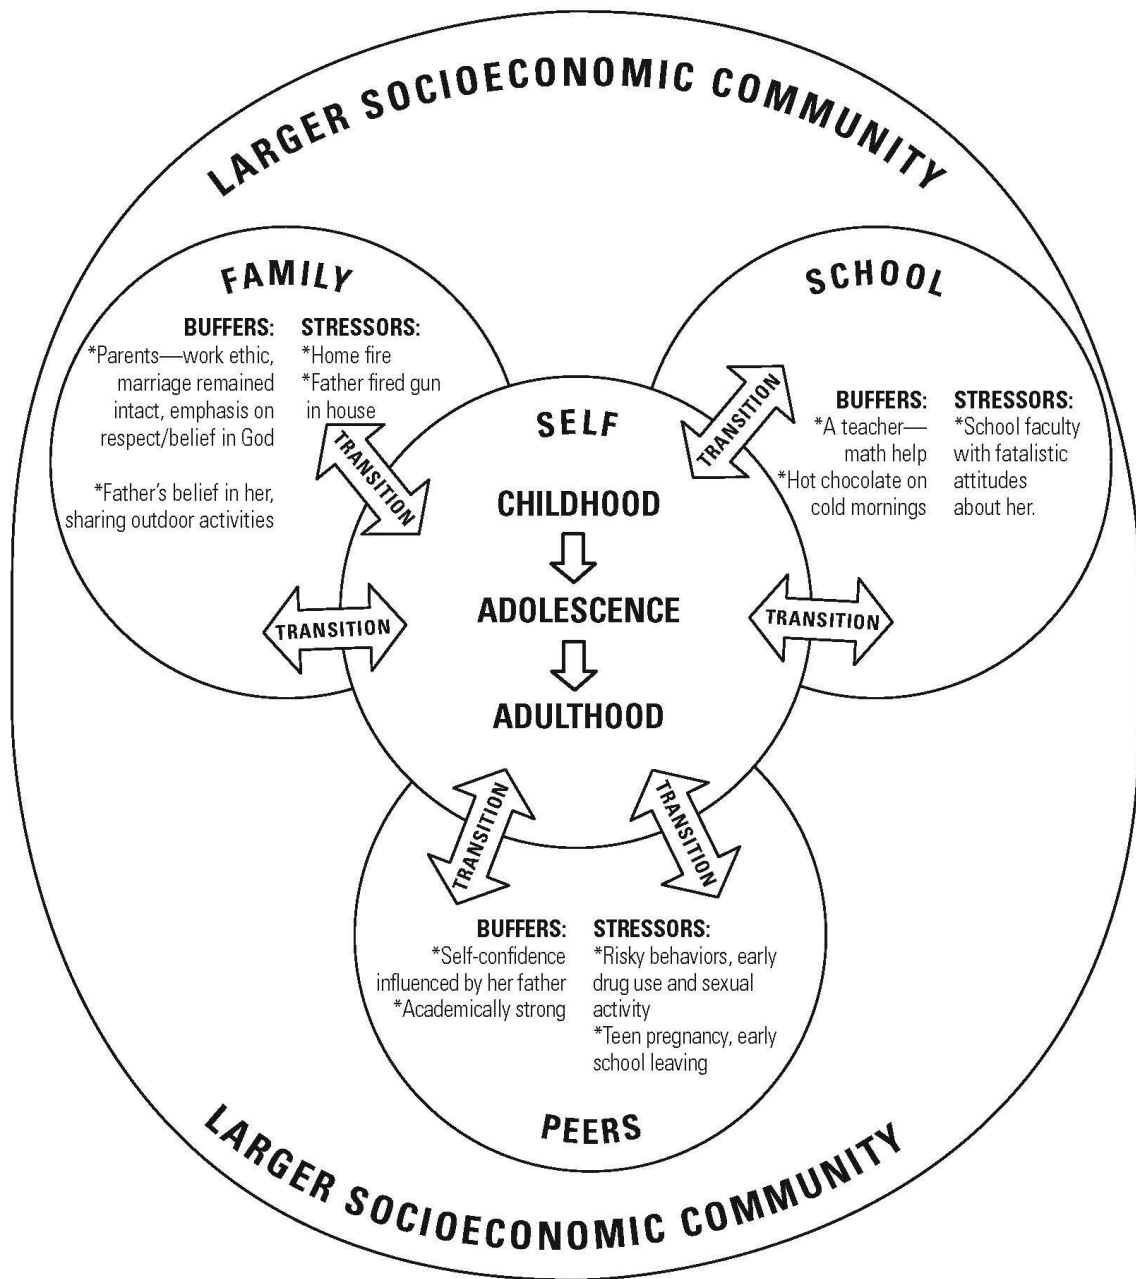 LARGER SOCIOECONOMIC COMMUNITY
FAMILY
BUFFERS:
*Parents—work ethic,
marriage remained
intact, emphasis on
respect/belief in God
*Father's belief in her,
sharing outdoor activities
STRESSORS:
*Home fire
*Father fired gun
in house
TRANSITION
TRANSITION
SCHOOL
BUFFERS:
*A teacher—
math help
*Hot chocolate on
cold mornings
STRESSORS:
*School faculty
with fatalistic
attitudes
about her.
TRANSITION
TRANSITION
SELF
CHILDHOOD
ADOLESCENCE
ADULTHOOD
TRANSITION
TRANSITION
BUFFERS:
*Self-confidence
influenced by her father
*Academically strong
STRESSORS:
*Risky behaviors, early
drug use and sexual
activity
*Teen pregnancy, early
school leaving
PEERS
LARGER SOCIOECONOMIC COMMUNITY